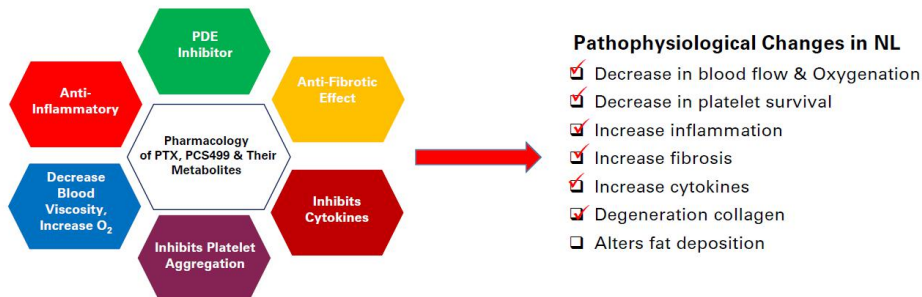 PDE
Inhibitor
Anti-Fibrotic
Effect
Anti-
Inflammatory
Pharmacology
of PTX, PCS499 & Their
Metabolites
Decrease
Blood
Viscosity,
Increase O₂
Inhibits
Cytokines
Inhibits Platelet
Aggregation
Pathophysiological Changes in NL
Decrease in blood flow & Oxygenation
Decrease in platelet survival
Increase inflammation
Increase fibrosis
Increase cytokines
Degeneration collagen
Alters fat deposition